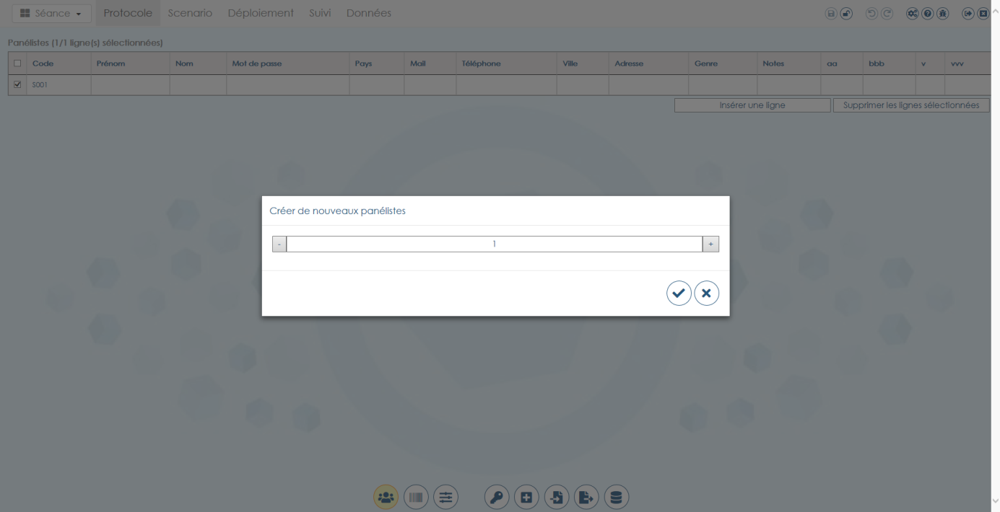 Séance Protocole Scenario Déploiement Suivi Données
Panélistes (1/1 ligne(s) sélectionnées)
Code Prénom Nom Mot de passe Pays Mail Téléphone Ville Adresse Genre Notes aa bbb v vvv
S001
Insérer une ligne Supprimer les lignes sélectionnées
Créer de nouveaux panélistes
- 1 +